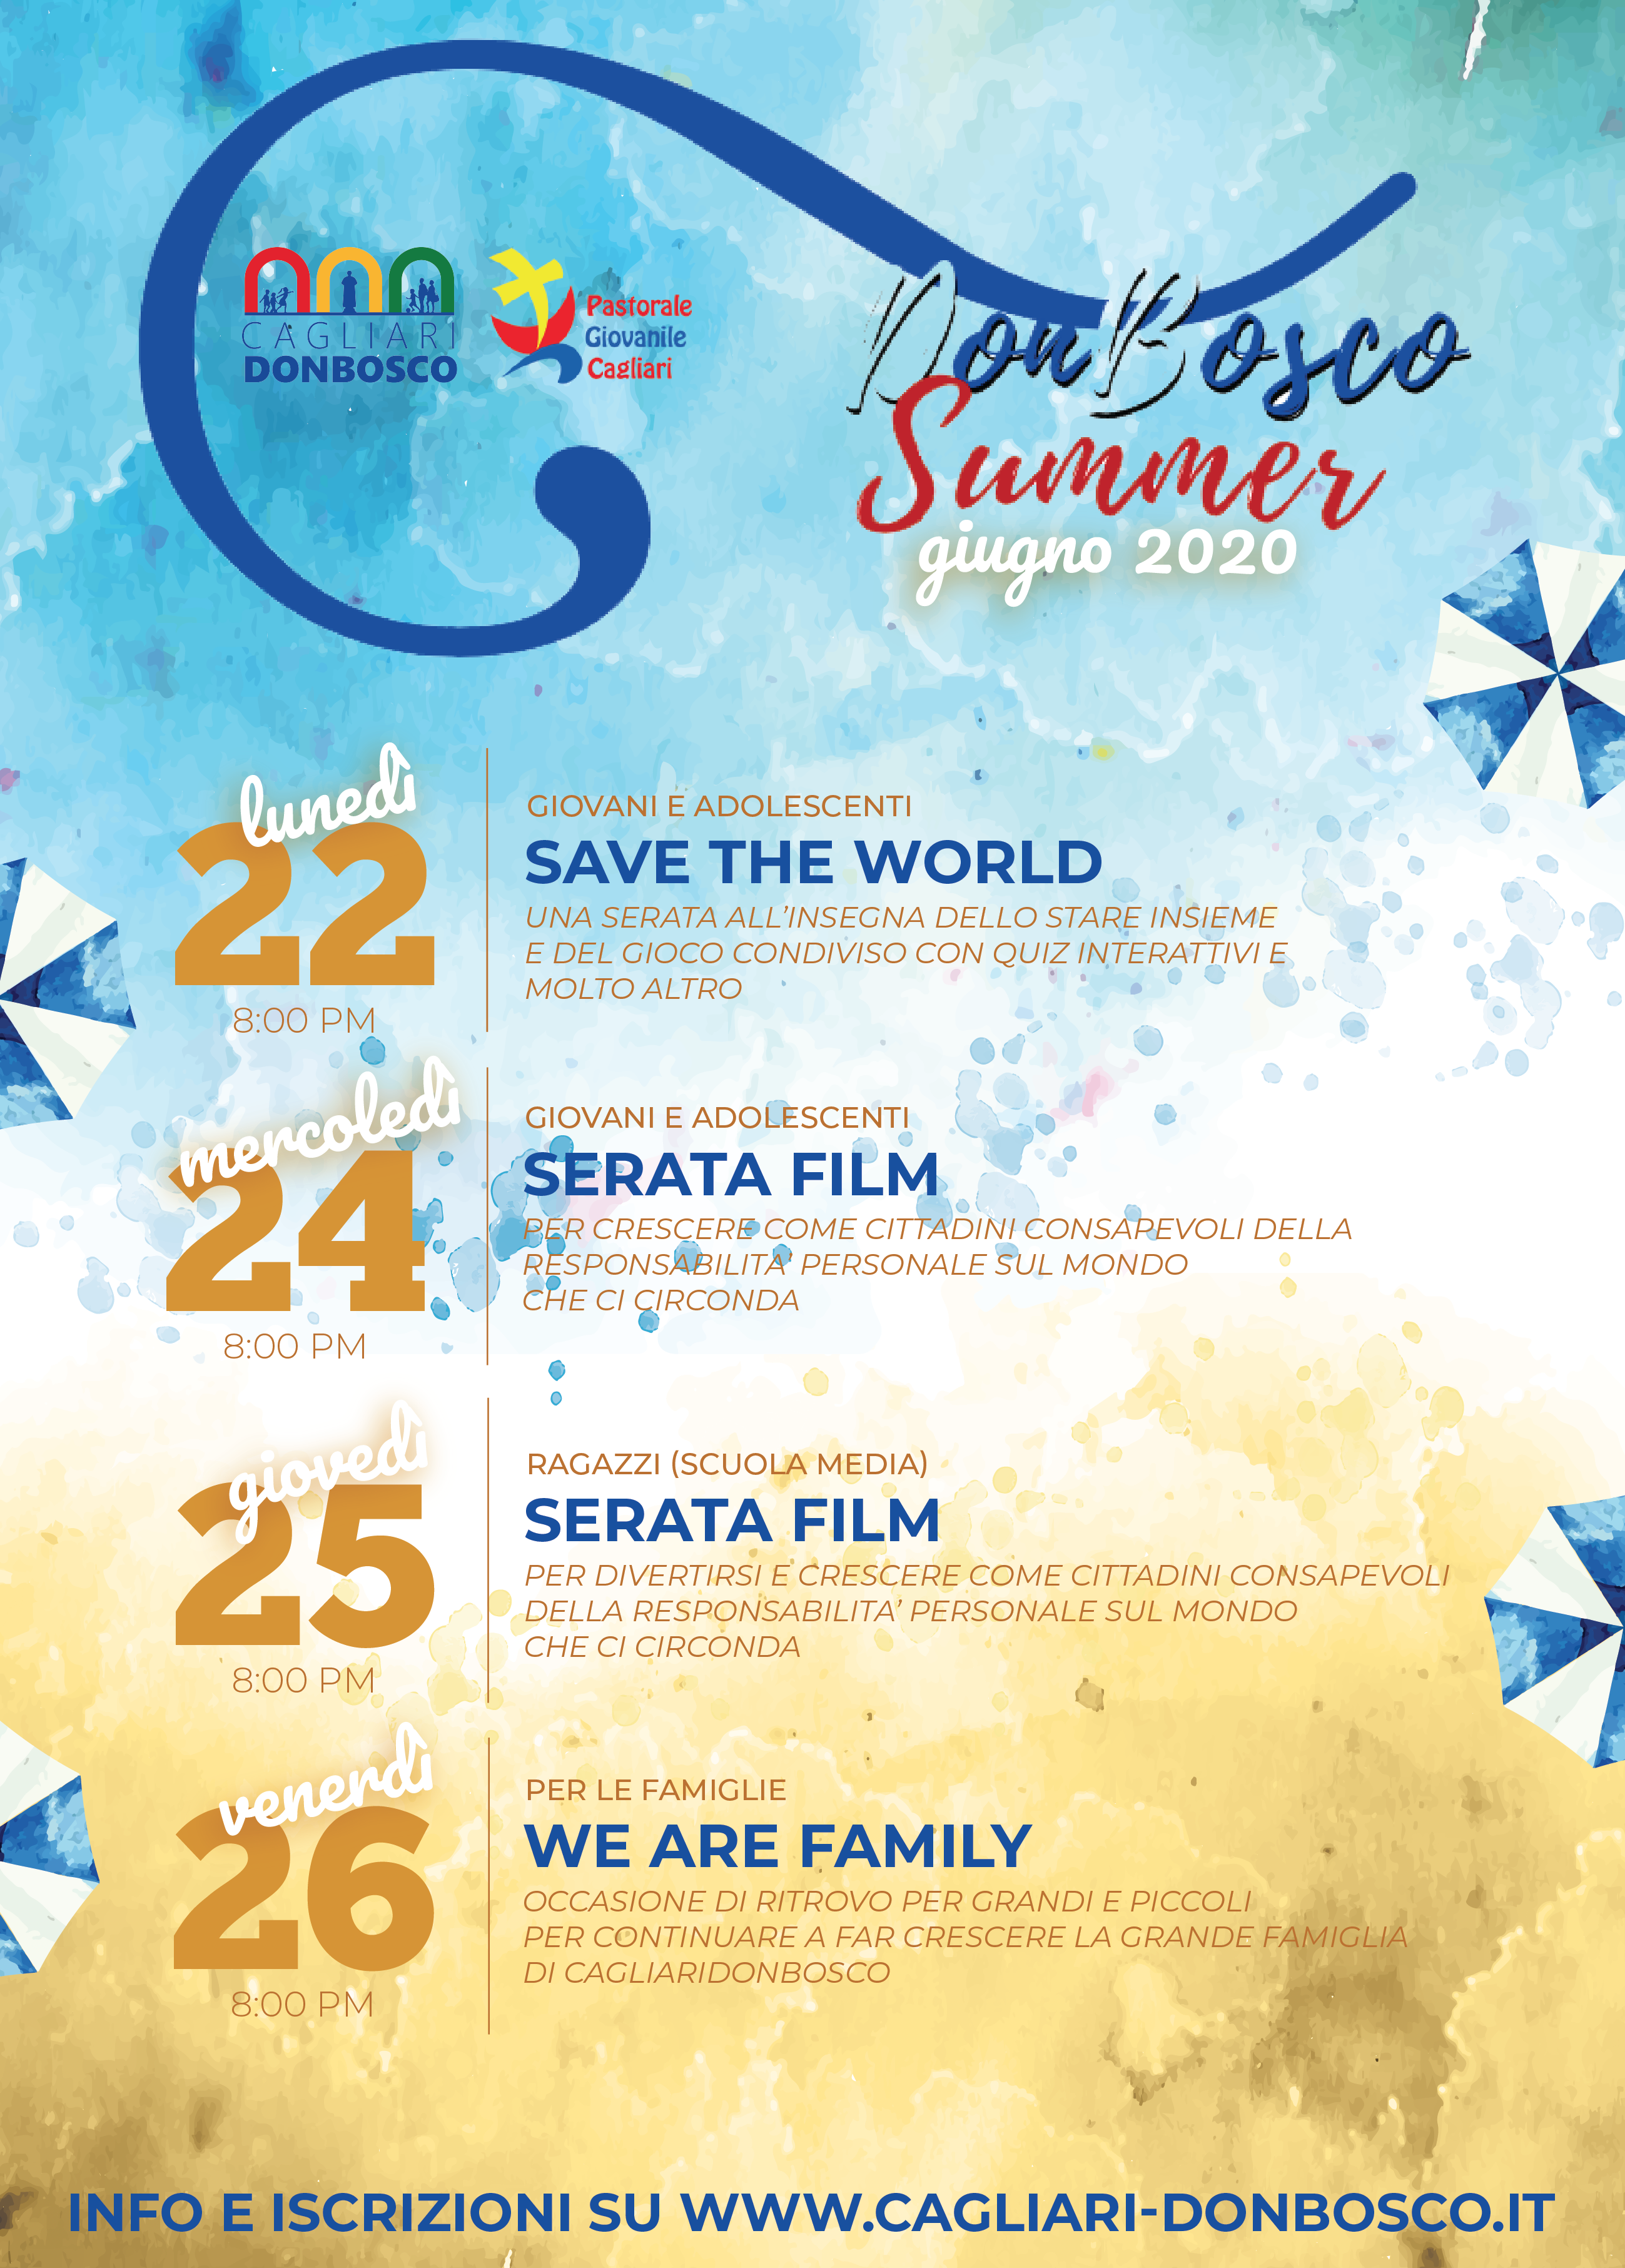 CAGLIARI
DONBOSCO
Pastorale
Giovanile
Cagliari
DonBosco
Summer
giugno 2020
lunedì
22
8:00 PM
GIOVANI E ADOLESCENTI
SAVE THE WORLD
UNA SERATA ALL'INSEGNA DELLO STARE INSIEME
E DEL GIOCO CONDIVISO CON QUIZ INTERATTIVI E
MOLTO ALTRO
mercoledì
24
8:00 PM
GIOVANI E ADOLESCENTI
SERATA FILM
PER CRESCERE COME CITTADINI CONSAPEVOLI DELLA
RESPONSABILITA' PERSONALE SUL MONDO
CHE CI CIRCONDA
giovedì
25
8:00 PM
RAGAZZI (SCUOLA MEDIA)
SERATA FILM
PER DIVERTIRSI E CRESCERE COME CITTADINI CONSAPEVOLI
DELLA RESPONSABILITA' PERSONALE SUL MONDO
CHE CI CIRCONDA
venerdì
26
8:00 PM
PER LE FAMIGLIE
WE ARE FAMILY
OCCASIONE DI RITROVO PER GRANDI E PICCOLI
PER CONTINUARE A FAR CRESCERE LA GRANDE FAMIGLIA
DI CAGLIARIDONBOSCO
INFO E ISCRIZIONI SU WWW.CAGLIARI-DONBOSCO.IT